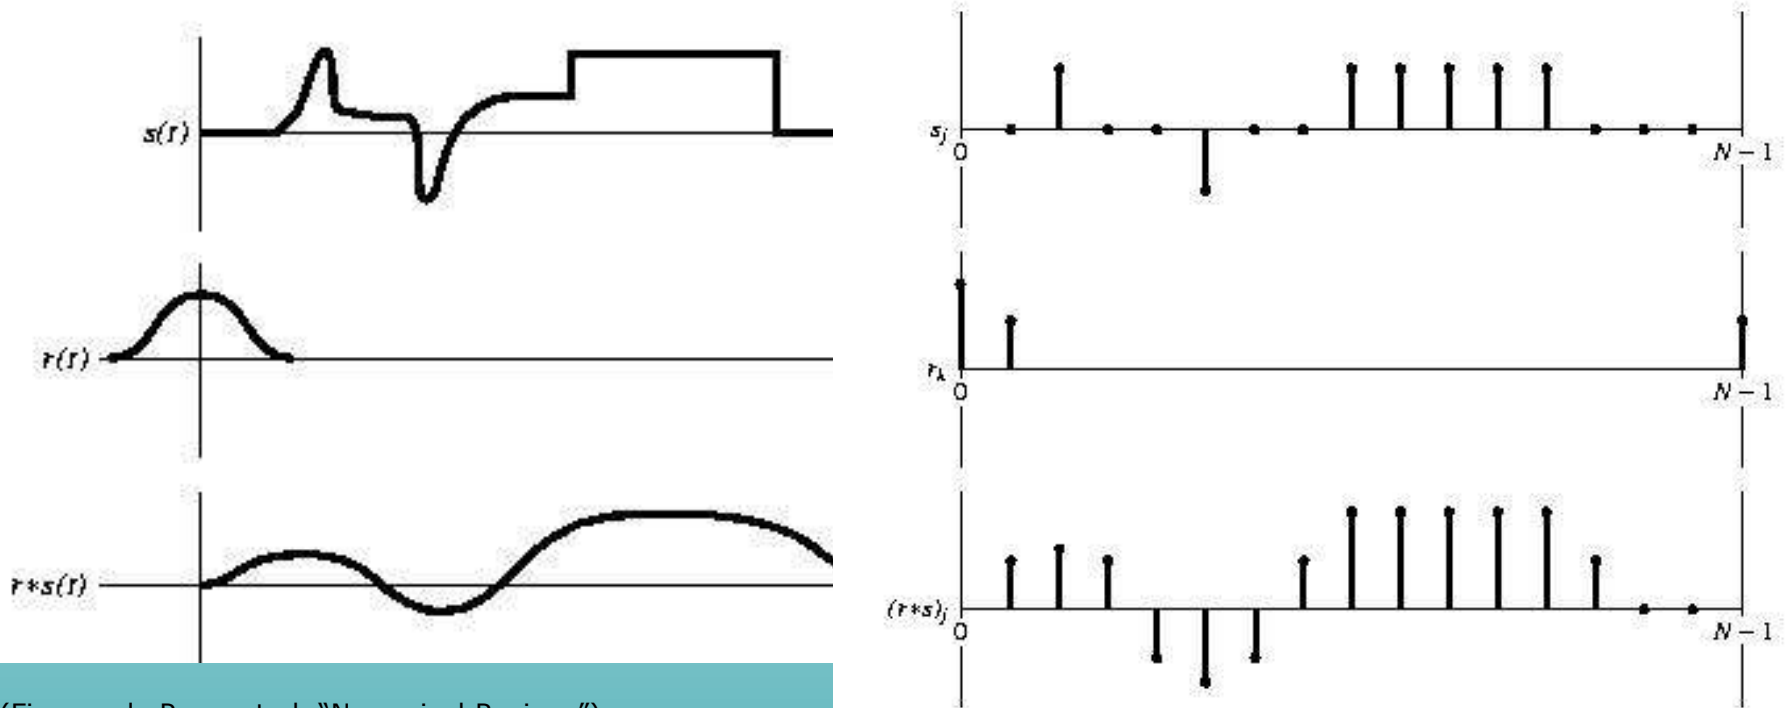 s(t)
r(t)
r*s(t)
s_j
0
N − 1
r_k
0
N − 1
(r*s)_j
0
N − 1